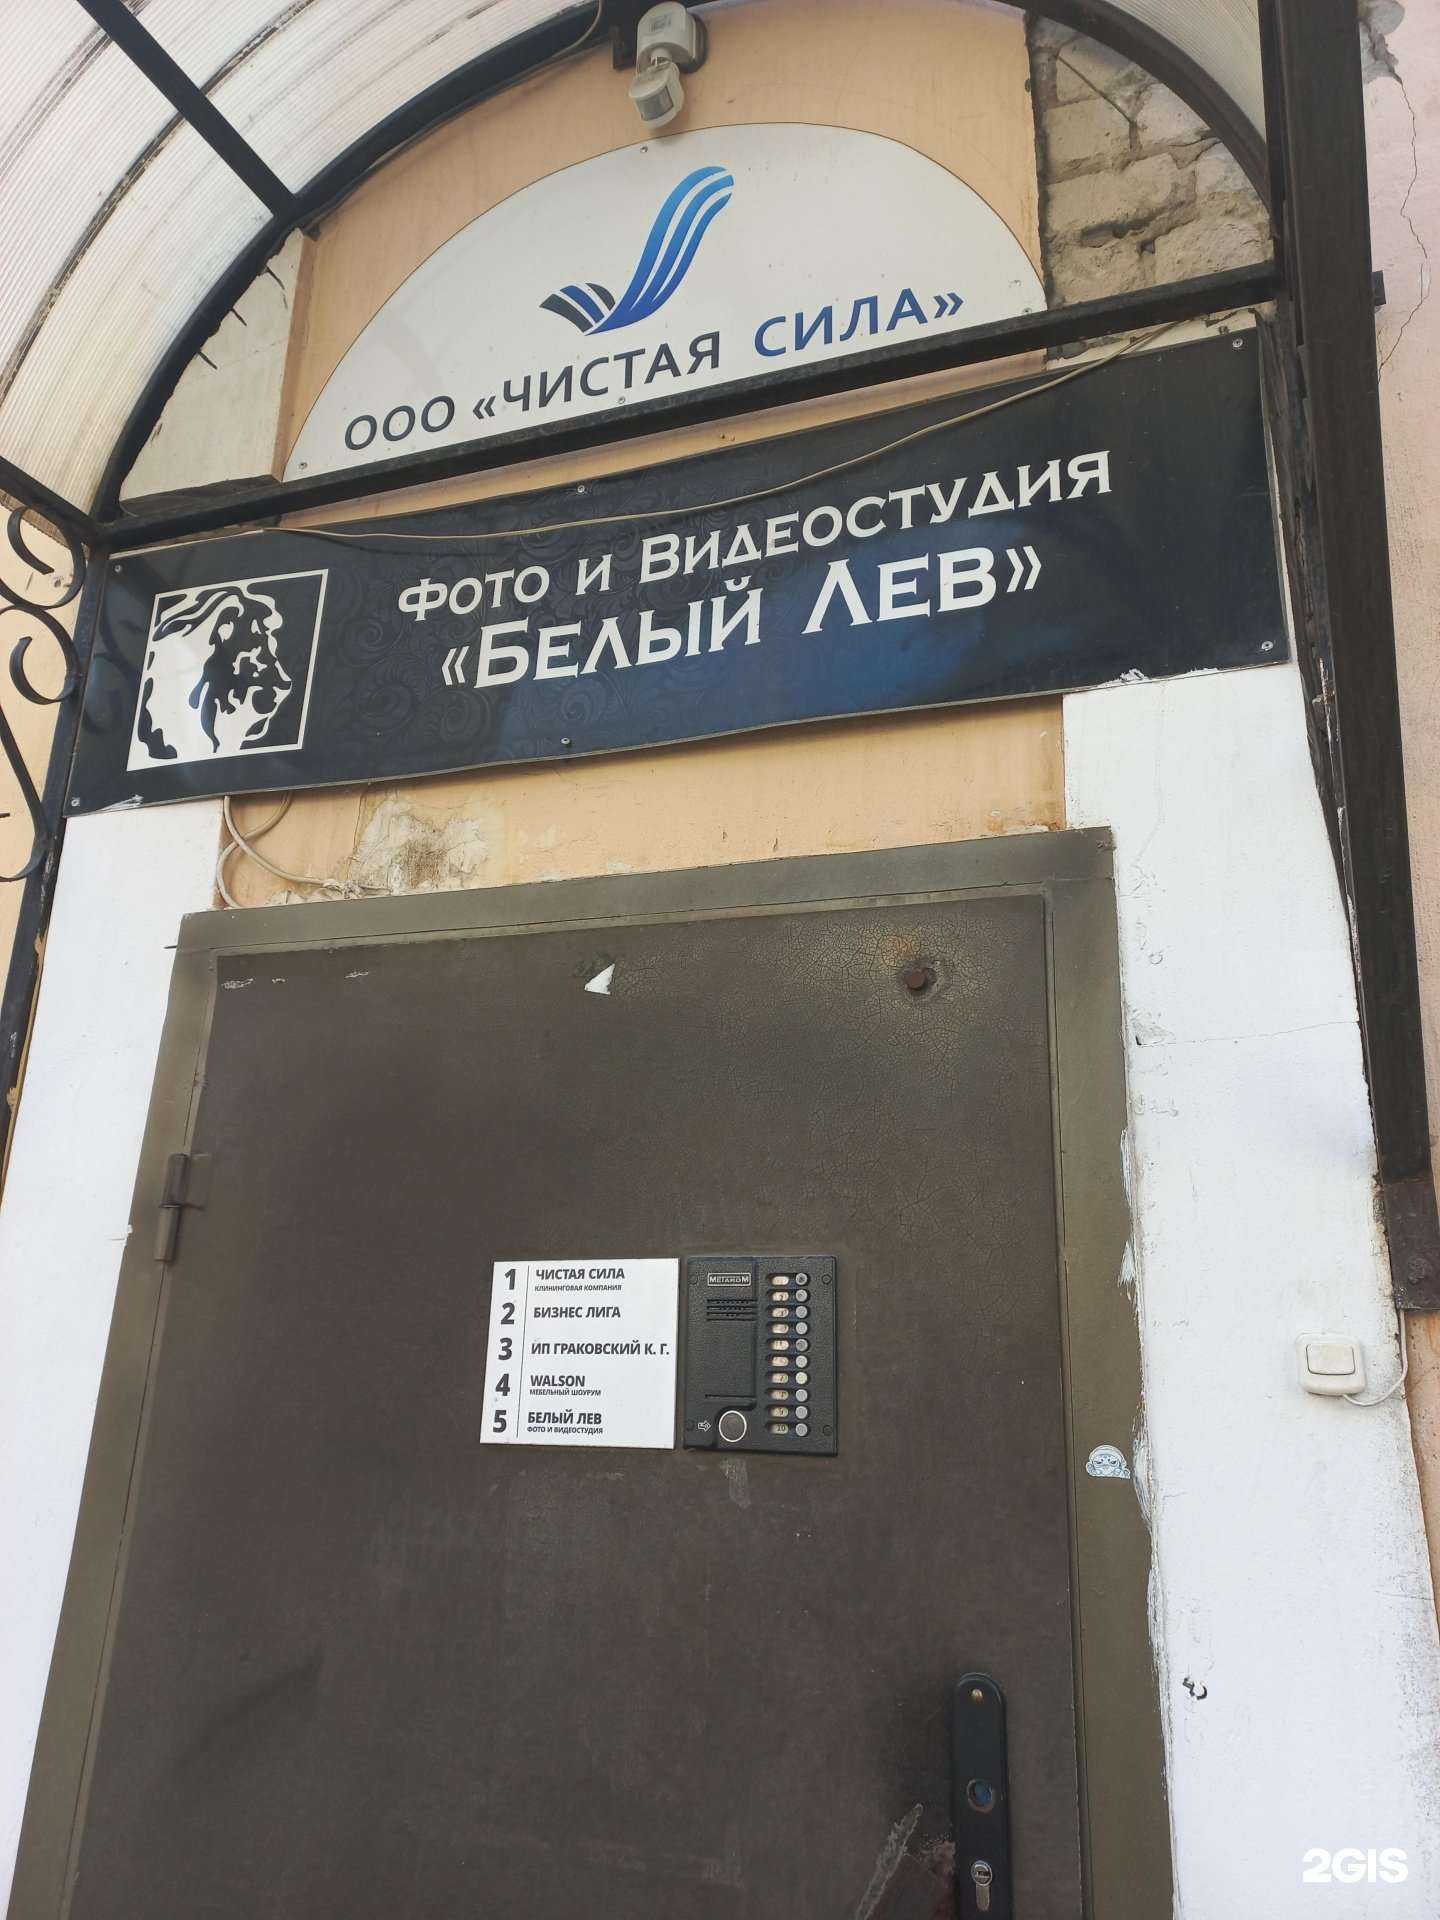 ООО «ЧИСТАЯ СИЛА»
ФОТО И ВИДЕОСТУДИЯ
«БЕЛЫЙ ЛЕВ»
1 ЧИСТАЯ СИЛА
КЛИНИНГОВАЯ КОМПАНИЯ
2 БИЗНЕС ЛИГА
3 ИП ГРАКОВСКИЙ К. Г.
4 WALSON
МЕБЕЛЬНЫЙ ШОУРУМ
5 БЕЛЫЙ ЛЕВ
ФОТО И ВИДЕОСТУДИЯ
МЕТАКОМ
2GIS